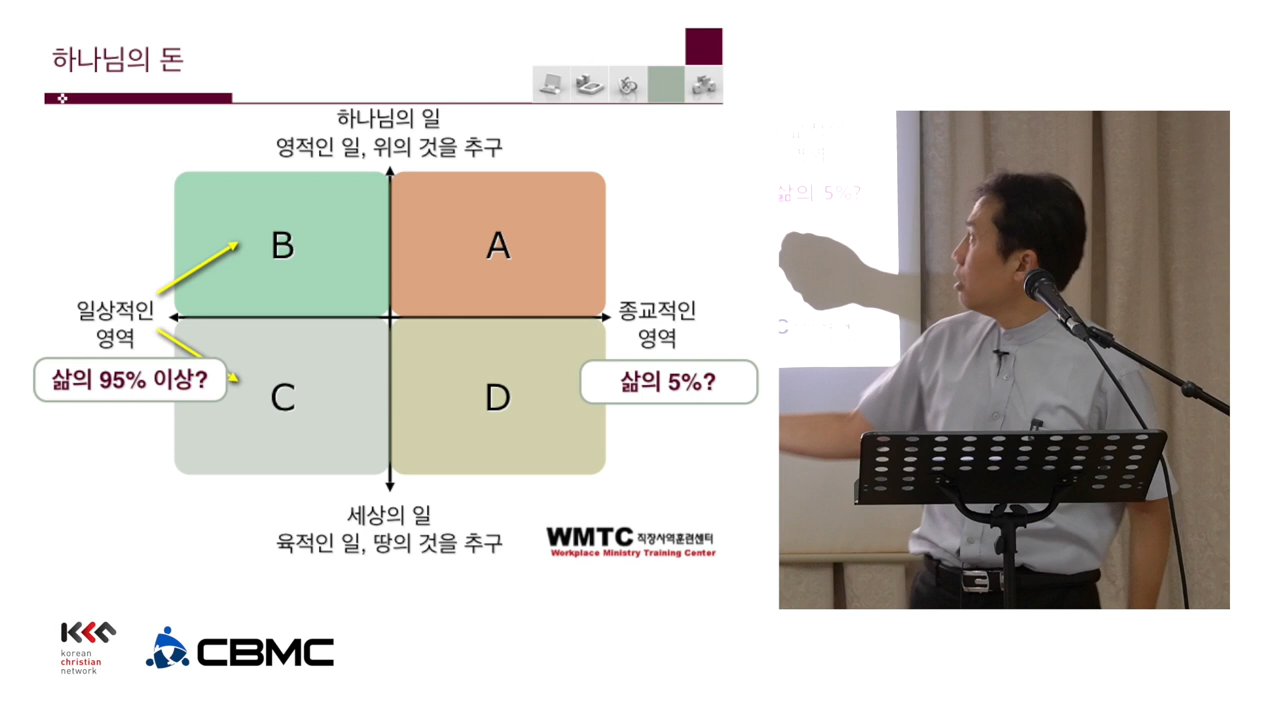 하나님의 돈
하나님의 일
영적인 일, 위의 것을 추구
B
A
일상적인
영역
종교적인
영역
삶의 95% 이상?
삶의 5%?
C
D
세상의 일
육적인 일, 땅의 것을 추구
WMTC 직장사역훈련센터
Workplace Ministry Training Center
삶의 5%?
C
korean
christian
network
CBMC